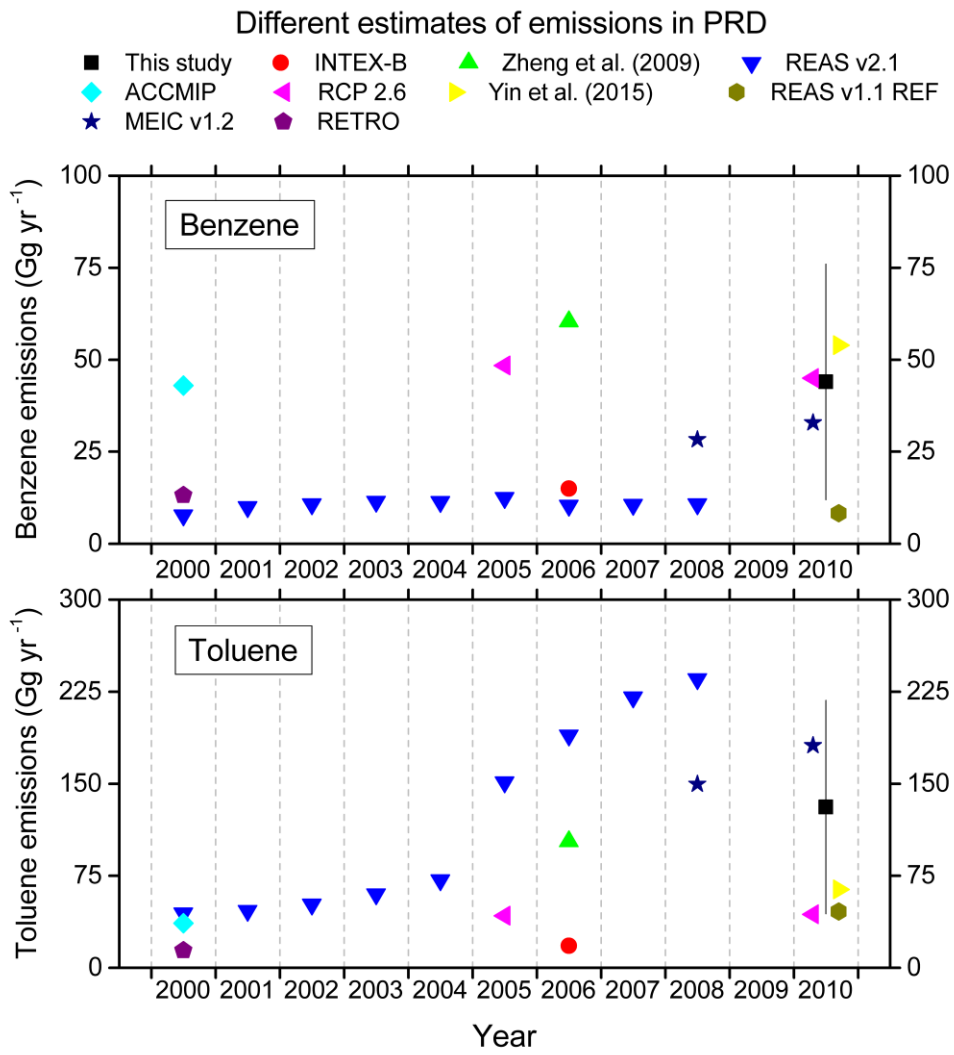 Different estimates of emissions in PRD
This study INTEX-B Zheng et al. (2009) REAS v2.1
ACCMIP RCP 2.6 Yin et al. (2015) REAS v1.1 REF
MEIC v1.2 RETRO
Benzene emissions (Gg yr⁻¹)
100 100
Benzene
75 75
50 50
25 25
0 0
2000 2001 2002 2003 2004 2005 2006 2007 2008 2009 2010
Toluene emissions (Gg yr⁻¹)
300 300
Toluene
225 225
150 150
75 75
0 0
2000 2001 2002 2003 2004 2005 2006 2007 2008 2009 2010
Year